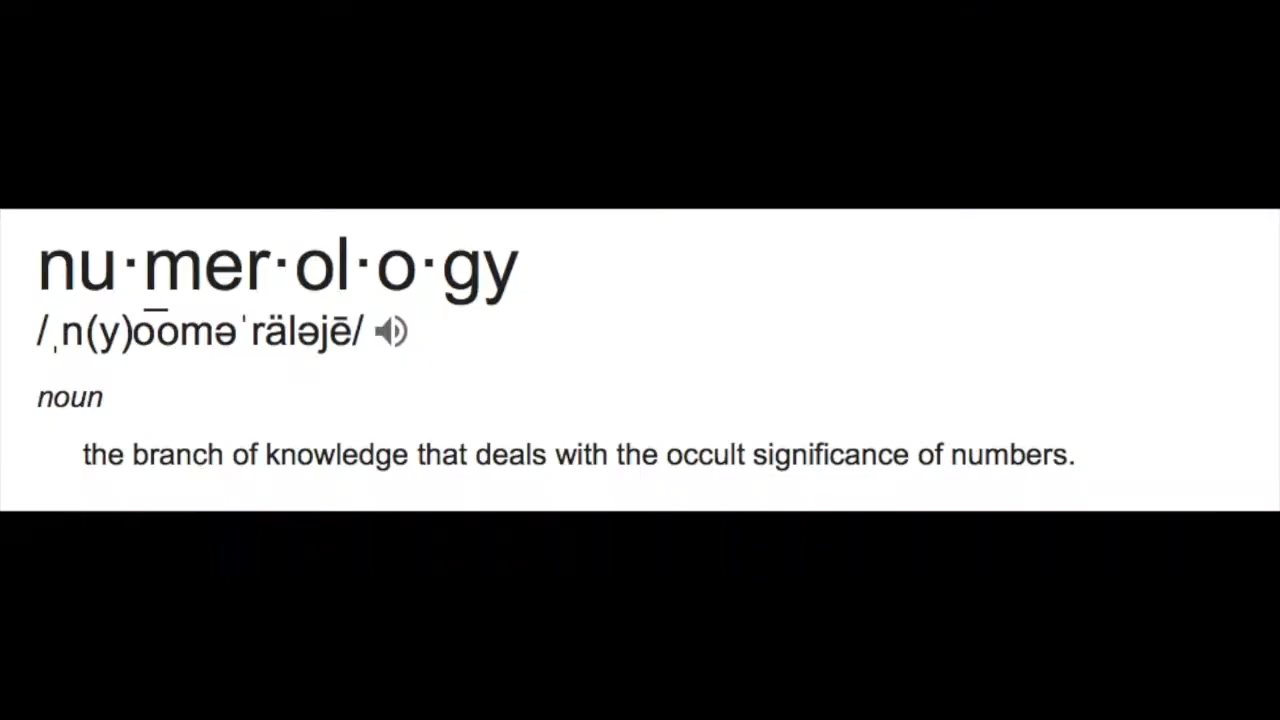 nu·mer·ol·o·gy
/ˌn(y)o͞oməˈräləjē/
noun
the branch of knowledge that deals with the occult significance of numbers.